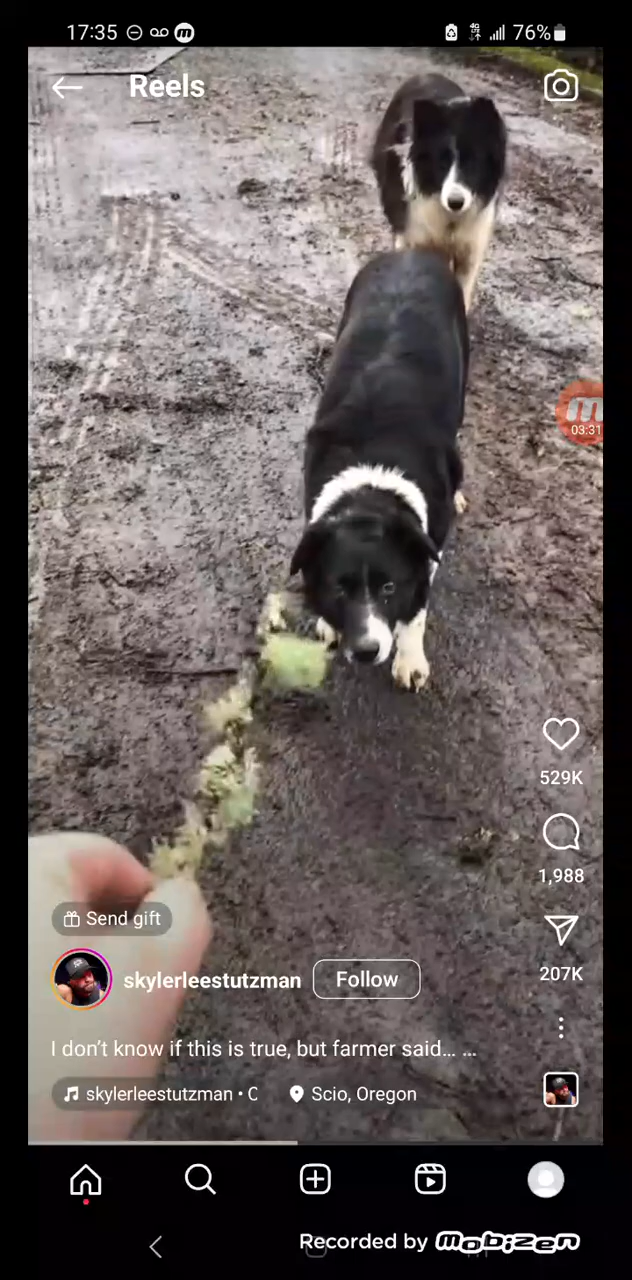 17:35 76%
Reels
03:31
529K
1,988
Send gift
207K
skylerleestutzman Follow
I don't know if this is true, but farmer said... ...
skylerleestutzman • C Scio, Oregon
Recorded by Mobizen